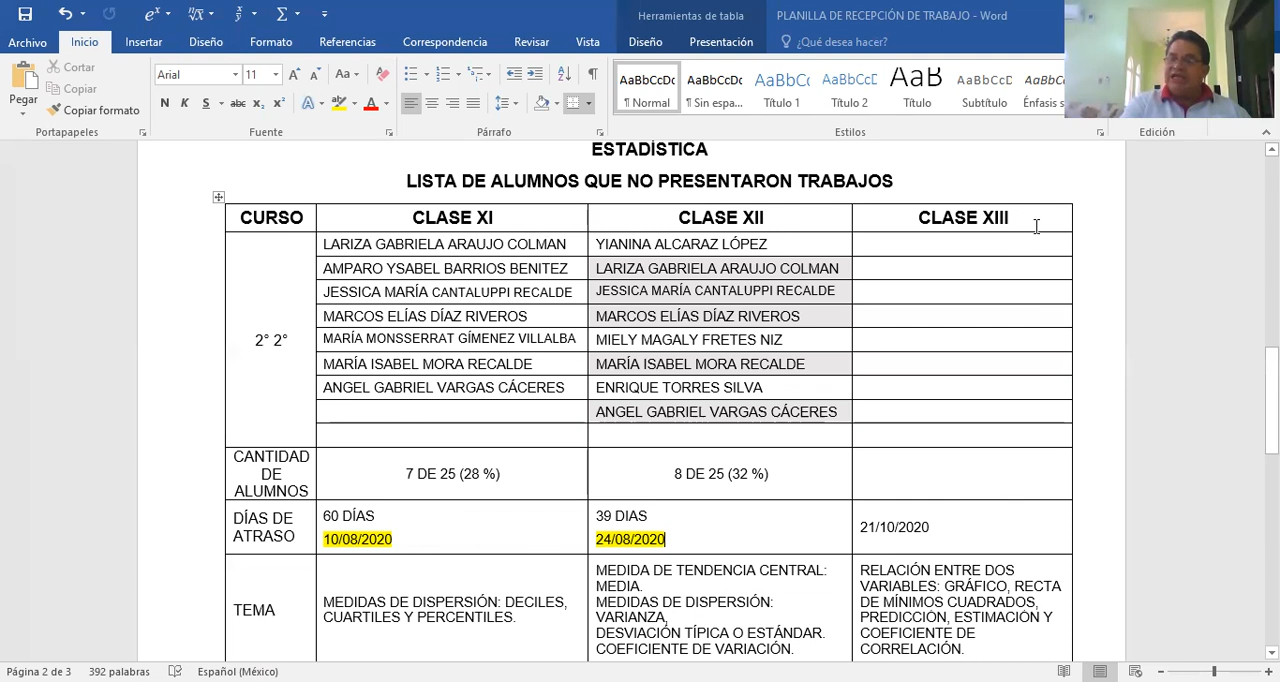 Herramientas de tabla
PLANILLA DE RECEPCIÓN DE TRABAJO - Word
Archivo Inicio Insertar Diseño Formato Referencias Correspondencia Revisar Vista Diseño Presentación ¿Qué desea hacer?
Pegar
Cortar
Copiar
Copiar formato
Portapapeles
Arial 11
Aa
N K S abc x₂ x²
Fuente
Párrafo
AaBbCcDc
¶ Normal
AaBbCcDc
¶ Sin espa...
AaBbCc
Título 1
AaBbCcD
Título 2
AaB
Título
AaBbCcD
Subtítulo
AaBbCc
Énfasis s
Estilos
Edición
ESTADÍSTICA
LISTA DE ALUMNOS QUE NO PRESENTARON TRABAJOS
CURSO CLASE XI CLASE XII CLASE XIII
2° 2°
LARIZA GABRIELA ARAUJO COLMAN YIANINA ALCARAZ LÓPEZ
AMPARO YSABEL BARRIOS BENITEZ LARIZA GABRIELA ARAUJO COLMAN
JESSICA MARÍA CANTALUPPI RECALDE JESSICA MARÍA CANTALUPPI RECALDE
MARCOS ELÍAS DÍAZ RIVEROS MARCOS ELÍAS DÍAZ RIVEROS
MARÍA MONSSERRAT GÍMENEZ VILLALBA MIELY MAGALY FRETES NIZ
MARÍA ISABEL MORA RECALDE MARÍA ISABEL MORA RECALDE
ANGEL GABRIEL VARGAS CÁCERES ENRIQUE TORRES SILVA
ANGEL GABRIEL VARGAS CÁCERES
CANTIDAD
DE
ALUMNOS
7 DE 25 (28 %) 8 DE 25 (32 %)
DÍAS DE
ATRASO
60 DÍAS
10/08/2020
39 DIAS
24/08/2020
21/10/2020
TEMA
MEDIDAS DE DISPERSIÓN: DECILES,
CUARTILES Y PERCENTILES.
MEDIDA DE TENDENCIA CENTRAL:
MEDIA.
MEDIDAS DE DISPERSIÓN:
VARIANZA,
DESVIACIÓN TÍPICA O ESTÁNDAR.
COEFICIENTE DE VARIACIÓN.
RELACIÓN ENTRE DOS
VARIABLES: GRÁFICO, RECTA
DE MÍNIMOS CUADRADOS,
PREDICCIÓN, ESTIMACIÓN Y
COEFICIENTE DE
CORRELACIÓN.
Página 2 de 3 392 palabras Español (México)